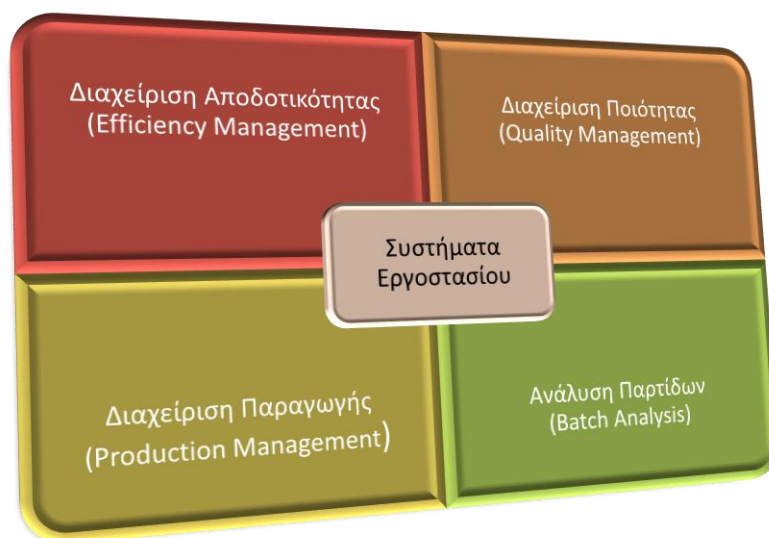 Διαχείριση Αποδοτικότητας
(Efficiency Management)
Διαχείριση Ποιότητας
(Quality Management)
Συστήματα
Εργοστασίου
Διαχείριση Παραγωγής
(Production Management)
Ανάλυση Παρτίδων
(Batch Analysis)